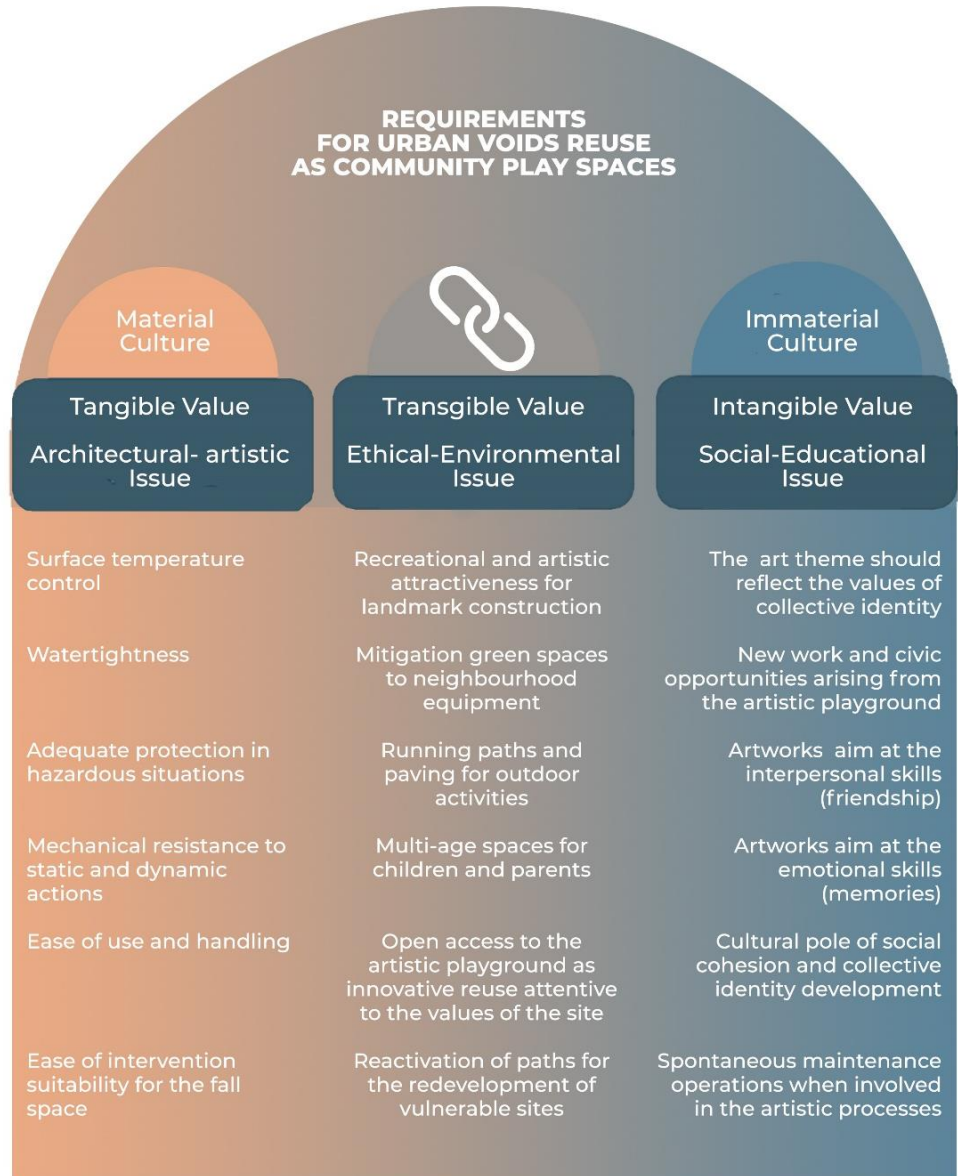 REQUIREMENTS
FOR URBAN VOIDS REUSE
AS COMMUNITY PLAY SPACES
Material
Culture
Immaterial
Culture
Tangible Value
Architectural- artistic
Issue
Transgible Value
Ethical-Environmental
Issue
Intangible Value
Social-Educational
Issue
Surface temperature
control
Watertightness
Adequate protection in
hazardous situations
Mechanical resistance to
static and dynamic
actions
Ease of use and handling
Ease of intervention
suitability for the fall
space
Recreational and artistic
attractiveness for
landmark construction
Mitigation green spaces
to neighbourhood
equipment
Running paths and
paving for outdoor
activities
Multi-age spaces for
children and parents
Open access to the
artistic playground as
innovative reuse attentive
to the values of the site
Reactivation of paths for
the redevelopment of
vulnerable sites
The art theme should
reflect the values of
collective identity
New work and civic
opportunities arising from
the artistic playground
Artworks aim at the
interpersonal skills
(friendship)
Artworks aim at the
emotional skills
(memories)
Cultural pole of social
cohesion and collective
identity development
Spontaneous maintenance
operations when involved
in the artistic processes